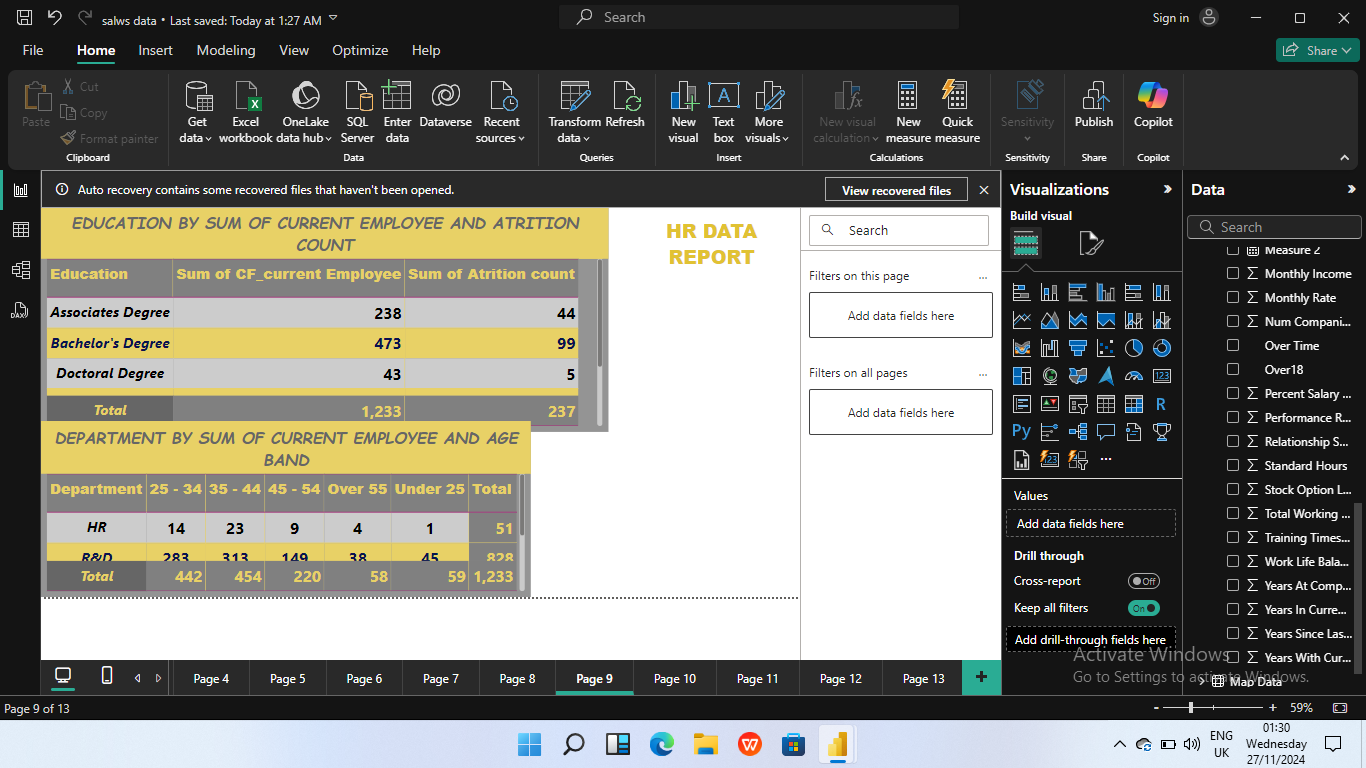 salws data • Last saved: Today at 1:27 AM
Search
Sign in
File Home Insert Modeling View Optimize Help
Share
Paste
Cut
Copy
Format painter
Clipboard
Get data
Excel workbook
OneLake data hub
SQL Server
Enter data
Dataverse
Recent sources
Data
Transform data
Refresh
Queries
New visual
Text box
More visuals
Insert
New visual calculation
New measure
Quick measure
Calculations
Sensitivity
Sensitivity
Publish
Share
Copilot
Copilot
Auto recovery contains some recovered files that haven't been opened.
View recovered files
EDUCATION BY SUM OF CURRENT EMPLOYEE AND ATRITION
COUNT
Education Sum of CF_current Employee Sum of Atrition count
Associates Degree 238 44
Bachelor's Degree 473 99
Doctoral Degree 43 5
Total 1,233 237
DEPARTMENT BY SUM OF CURRENT EMPLOYEE AND AGE
BAND
Department 25 - 34 35 - 44 45 - 54 Over 55 Under 25 Total
HR 14 23 9 4 1 51
R&D 283 313 149 38 45 828
Total 442 454 220 58 59 1,233
HR DATA
REPORT
Search
Filters on this page ...
Add data fields here
Filters on all pages ...
Add data fields here
Visualizations
Build visual
123
R
Py
123
...
Values
Add data fields here
Drill through
Cross-report Off
Keep all filters On
Add drill-through fields here
Data
Search
Measure 2
Monthly Income
Monthly Rate
Num Compani...
Over Time
Over18
Percent Salary ...
Performance R...
Relationship S...
Standard Hours
Stock Option L...
Total Working ...
Training Times...
Work Life Bala...
Years At Comp...
Years In Curre...
Years Since Las...
Years With Cur...
Map Data
Activate Windows
Go to Settings to activate Windows.
Page 4 Page 5 Page 6 Page 7 Page 8 Page 9 Page 10 Page 11 Page 12 Page 13 +
Page 9 of 13
- + 59%
ENG
UK
01:30
Wednesday
27/11/2024
DAX